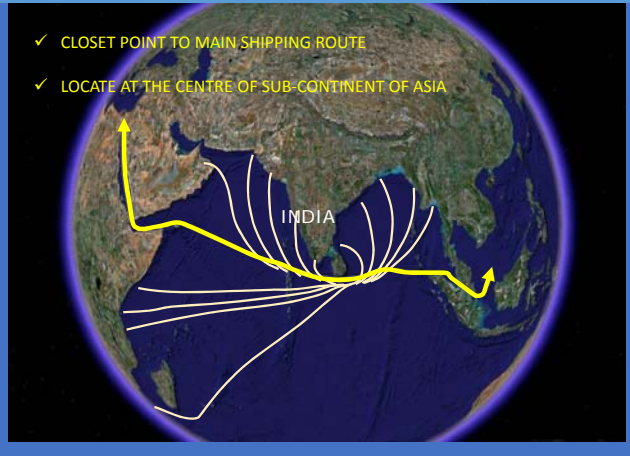 ✓ CLOSET POINT TO MAIN SHIPPING ROUTE
✓ LOCATE AT THE CENTRE OF SUB-CONTINENT OF ASIA
INDIA